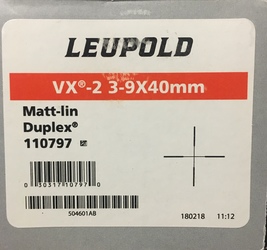 LEUPOLD
VX®-2 3-9X40mm
Matt-lin
Duplex®
110797
0 30317 10797 0
504601AB
180218 11:12